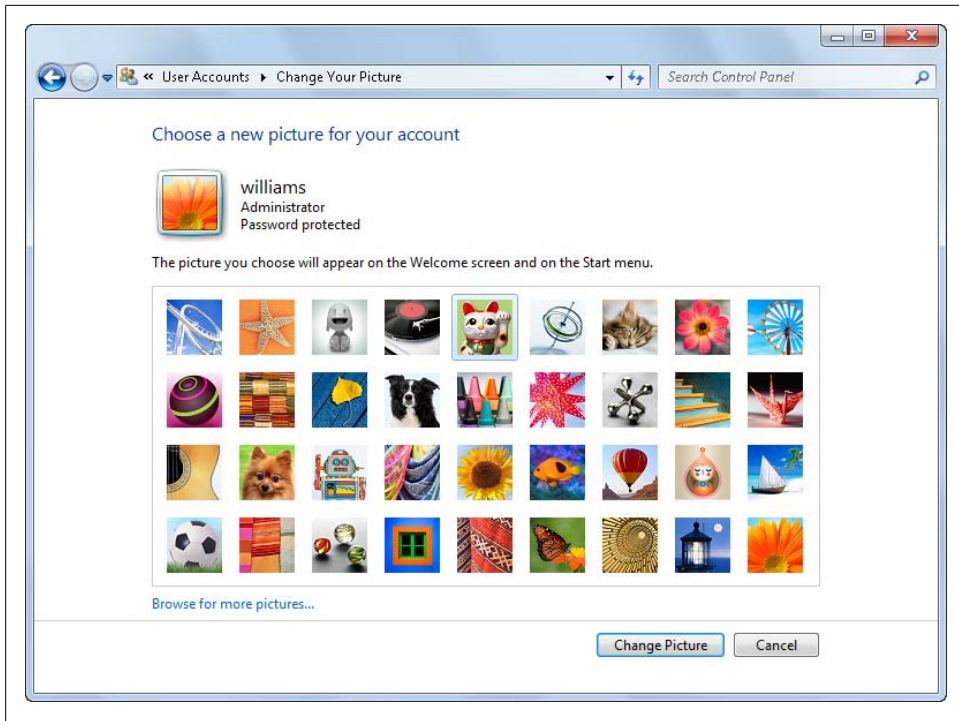 « User Accounts ▸ Change Your Picture
Search Control Panel
Choose a new picture for your account
williams
Administrator
Password protected
The picture you choose will appear on the Welcome screen and on the Start menu.
Browse for more pictures...
Change Picture
Cancel